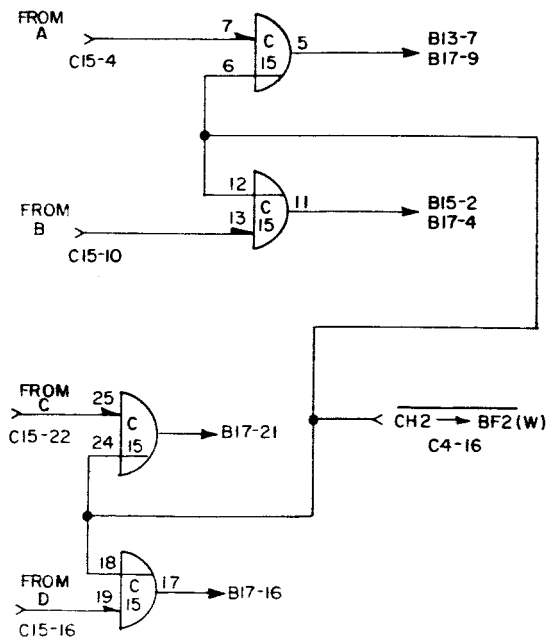 FROM
A
C15-4
7
6
C
15
5
B13-7
B17-9
12
13
C
15
11
B15-2
B17-4
FROM
B
C15-10
FROM
C
C15-22
25
24
C
15
B17-21
CH2 → BF2(W)
C4-16
18
19
C
15
17
B17-16
FROM
D
C15-16